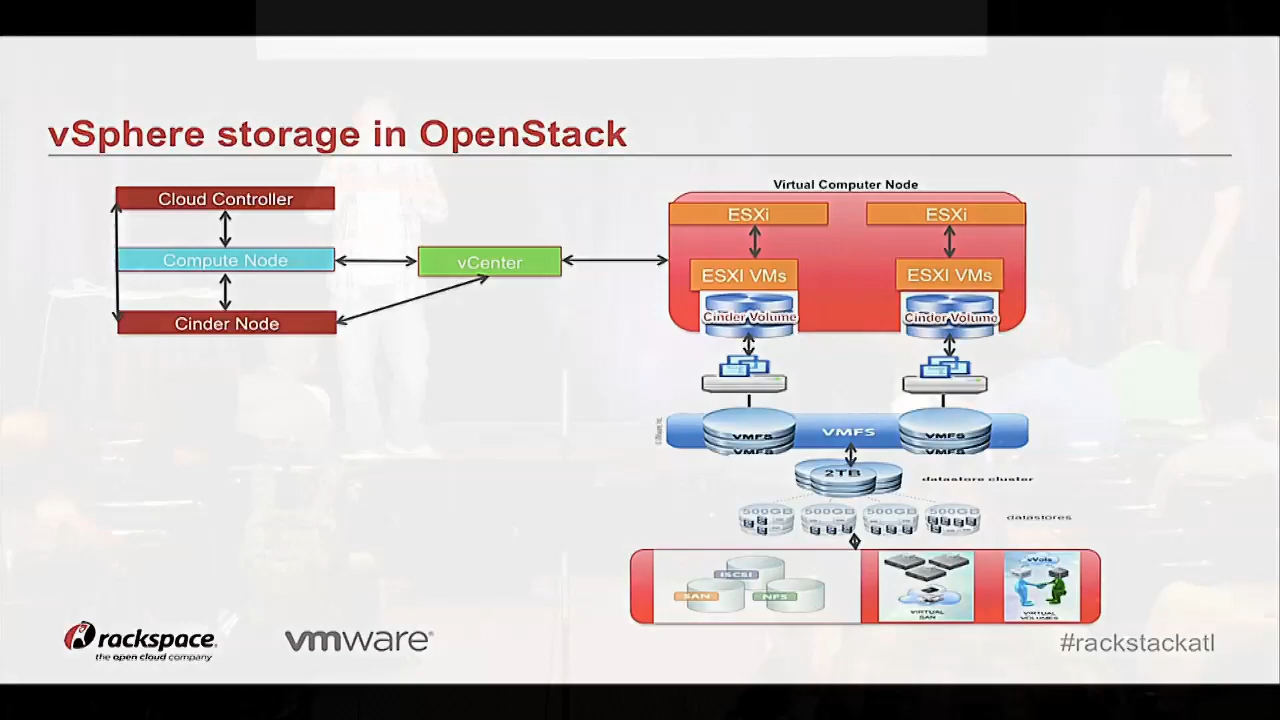 vSphere storage in OpenStack
Cloud Controller
Compute Node
Cinder Node
vCenter
Virtual Computer Node
ESXi
ESXi
ESXI VMs
ESXI VMs
Cinder Volume
Cinder Volume
VMFS
VMFS
VMFS
VMFS
VMFS
2TB
datastore cluster
500GB
500GB
500GB
500GB
datastores
iSCSI
SAN
NFS
VIRTUAL
SAN
vVols
VIRTUAL
VOLUMES
rackspace
the open cloud company
vmware
#rackstackatl